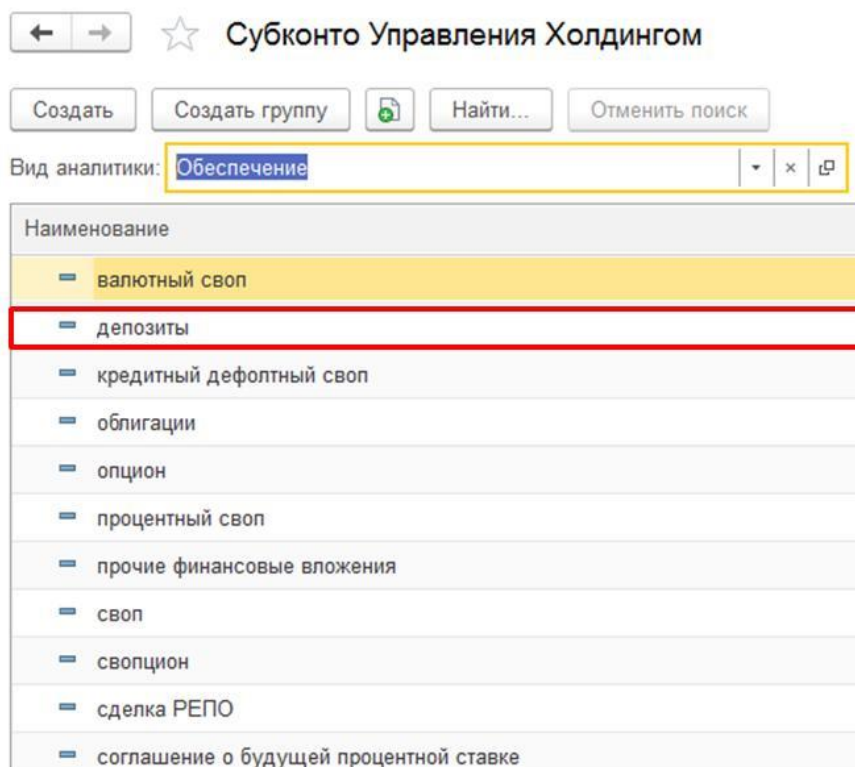 Субконто Управления Холдингом
Создать Создать группу Найти... Отменить поиск
Вид аналитики: Обеспечение
Наименование
валютный своп
депозиты
кредитный дефолтный своп
облигации
опцион
процентный своп
прочие финансовые вложения
своп
свопцион
сделка РЕПО
соглашение о будущей процентной ставке